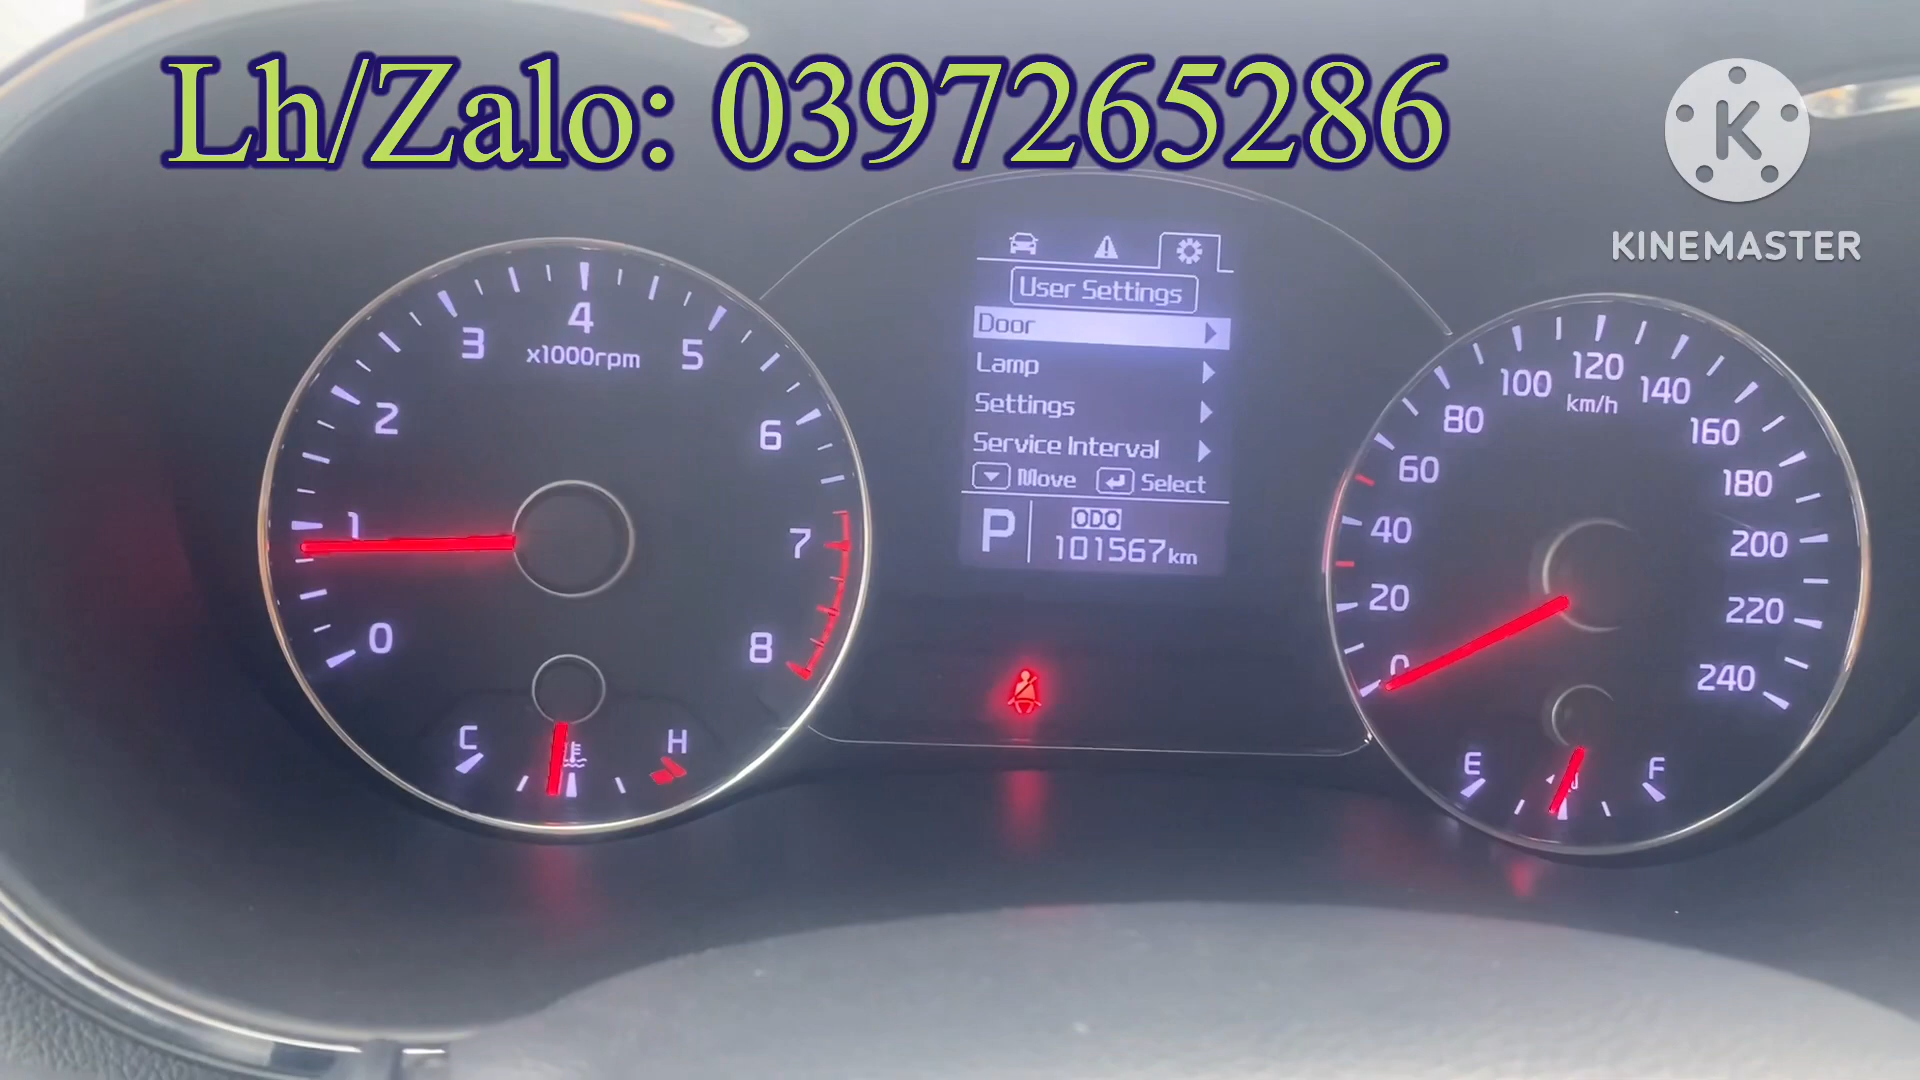 Lh/Zalo: 0397265286
K
KINEMASTER
User Settings
Door
Lamp
Settings
Service Interval
Move Select
P
ODO
101567km
0
1
2
3
4
5
6
7
8
x1000rpm
C
H
0
20
40
60
80
100
120
140
160
180
200
220
240
km/h
E
F